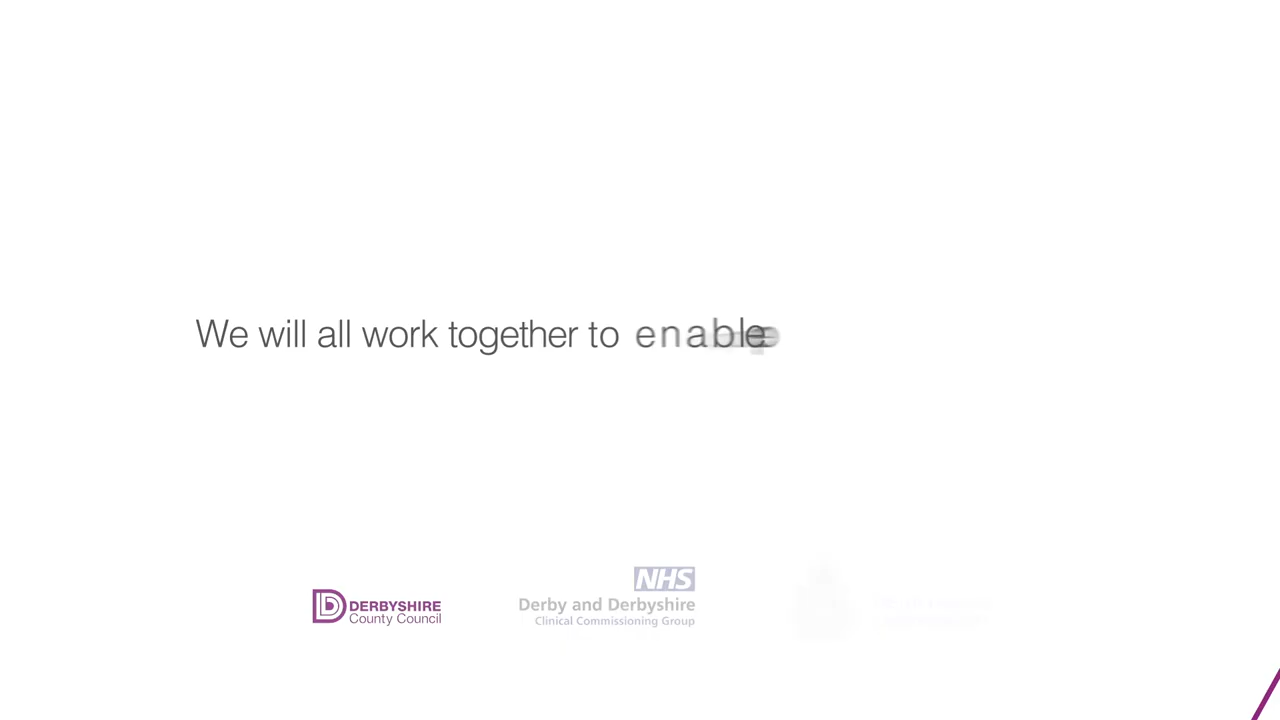 We will all work together to enable
NHS
DERBYSHIRE
County Council
Derby and Derbyshire
Clinical Commissioning Group